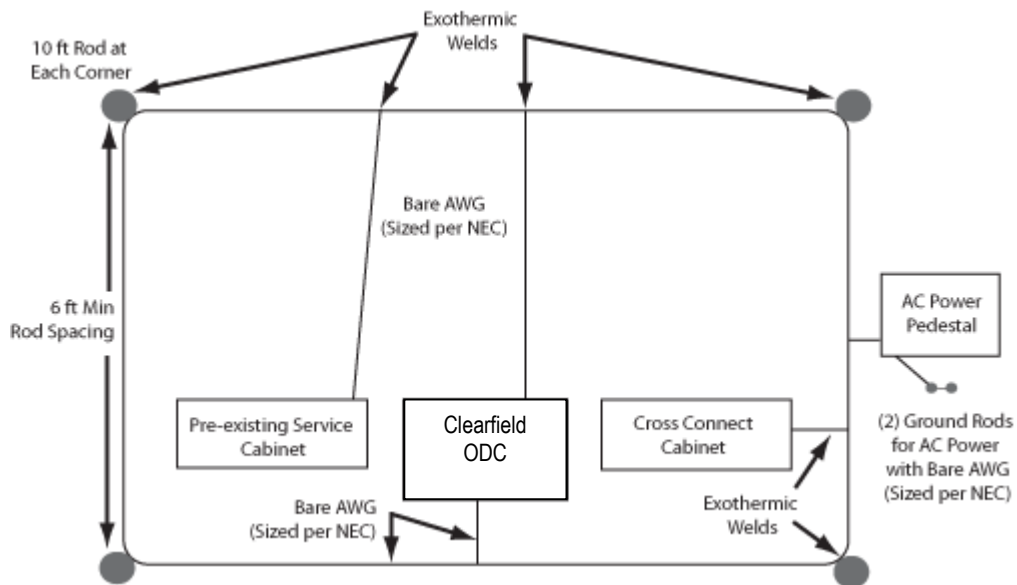 Exothermic
Welds
10 ft Rod at
Each Corner
Bare AWG
(Sized per NEC)
6 ft Min
Rod Spacing
AC Power
Pedestal
Pre-existing Service
Cabinet
Clearfield
ODC
Cross Connect
Cabinet
(2) Ground Rods
for AC Power
with Bare AWG
(Sized per NEC)
Bare AWG
(Sized per NEC)
Exothermic
Welds